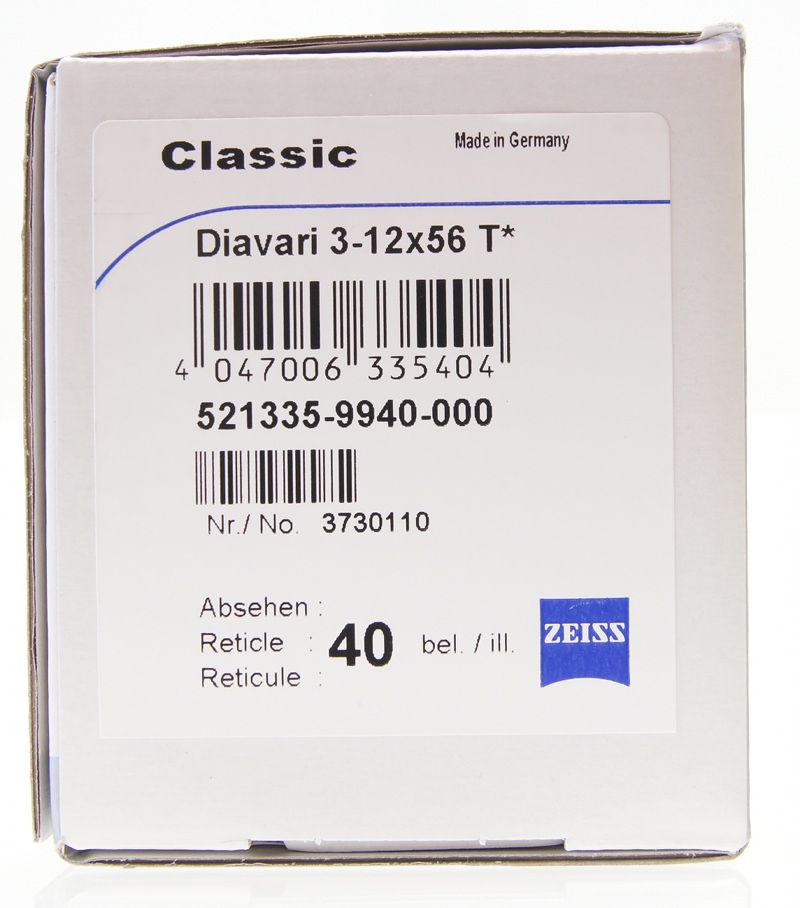 Classic
Made in Germany
Diavari 3-12x56 T*
4 047006 335404
521335-9940-000
Nr./ No. 3730110
Absehen :
Reticle : 40 bel. / ill.
Reticule :
ZEISS